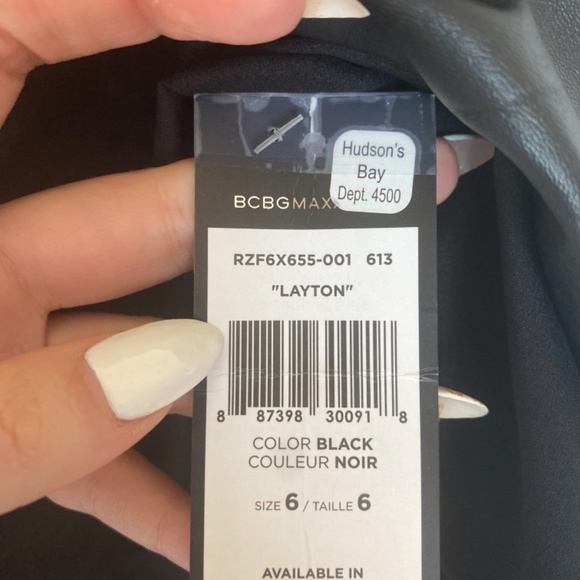 Hudson's
Bay
Dept. 4500
BCBGMAX
RZF6X655-001 613
"LAYTON"
8 87398 30091 8
COLOR BLACK
COULEUR NOIR
SIZE 6 / TAILLE 6
AVAILABLE IN